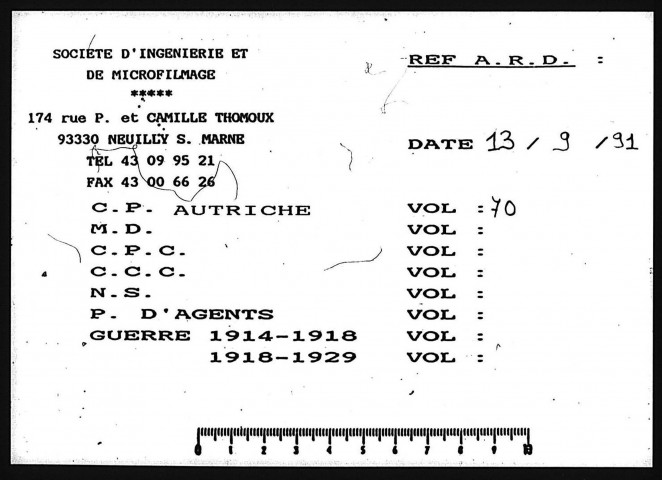 SOCIETE D'INGENIERIE ET
DE MICROFILMAGE
*****
174 rue P. et CAMILLE THOMOUX
93330 NEUILLY S. MARNE
TEL 43 09 95 21
FAX 43 00 66 26
REF A.R.D. :
DATE 13 / 9 / 91
C.P. AUTRICHE VOL : 70
M.D. VOL :
C.P.C. VOL :
C.C.C. VOL :
N.S. VOL :
P. D'AGENTS VOL :
GUERRE 1914-1918 VOL :
1918-1929 VOL :
0 1 2 3 4 5 6 7 8 9 10